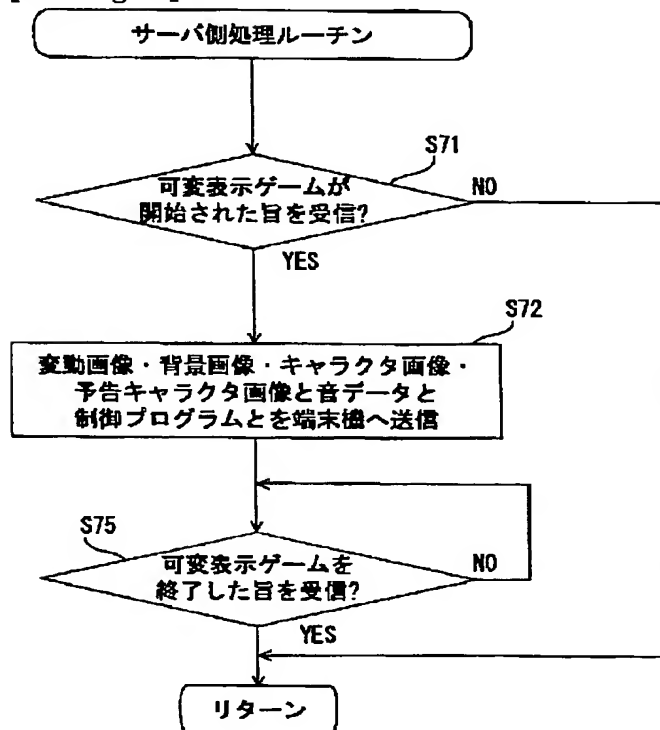 サーバ側処理ルーチン
S71
可変表示ゲームが
開始された旨を受信?
NO
YES
S72
変動画像・背景画像・キャラクタ画像・
予告キャラクタ画像と音データと
制御プログラムとを端末機へ送信
S75
可変表示ゲームを
終了した旨を受信?
NO
YES
リターン